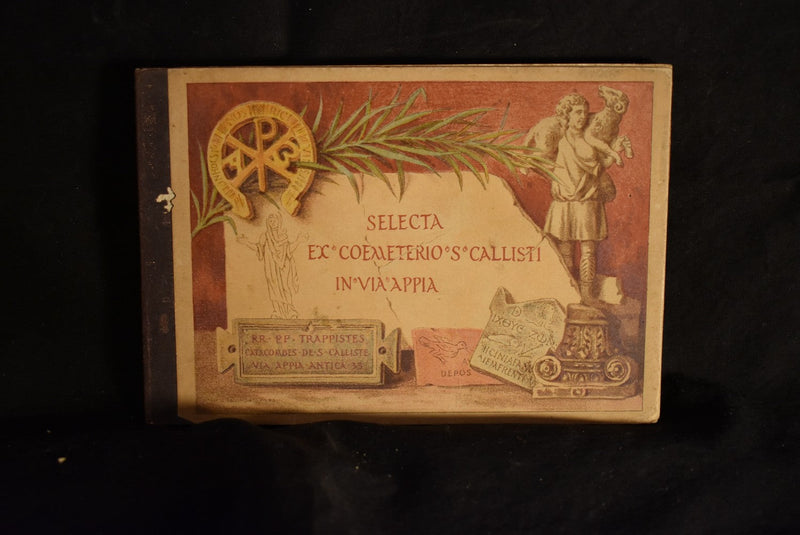 SELECTA
EX COEMETERIO S CALLISTI
IN VIA APPIA
RR·PP·TRAPPISTES
CATACOMBES·DE·S·CALLISTE
VIA APPIA ANTICA 33
DEPOS
ΙΧΘΥC